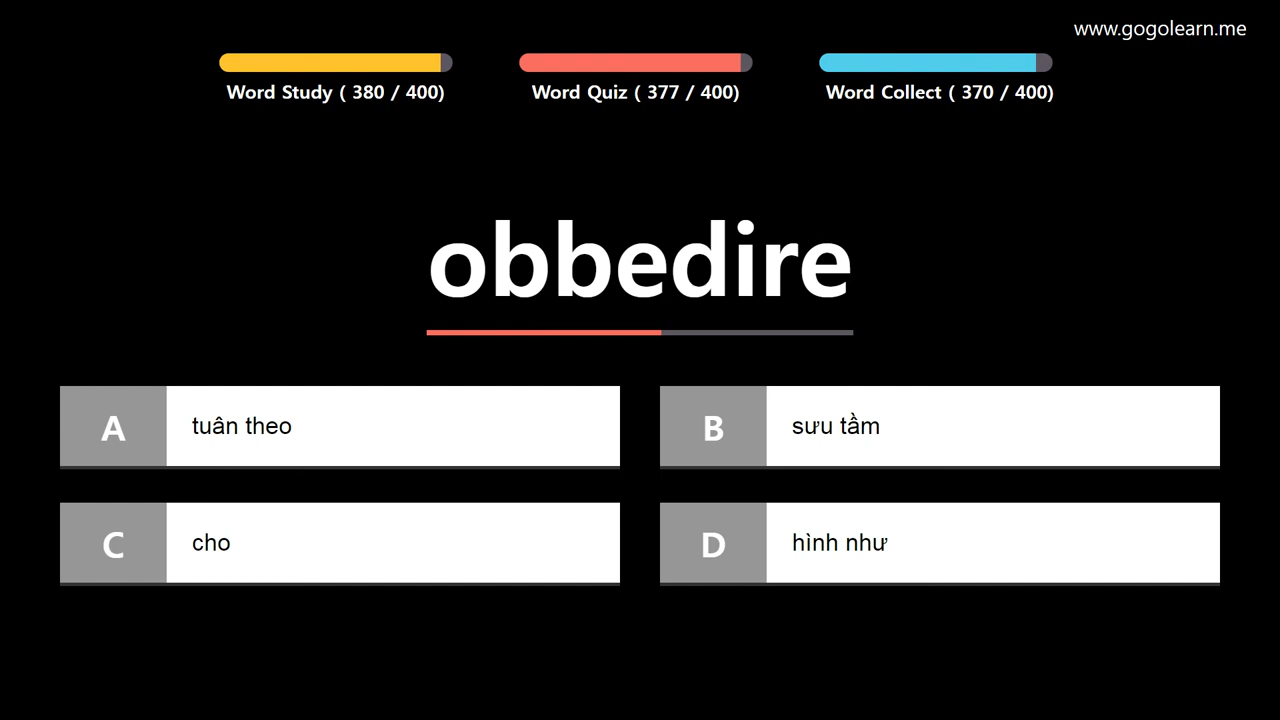 www.gogolearn.me
Word Study ( 380 / 400)
Word Quiz ( 377 / 400)
Word Collect ( 370 / 400)
obbedire
A
tuân theo
B
sưu tầm
C
cho
D
hình như